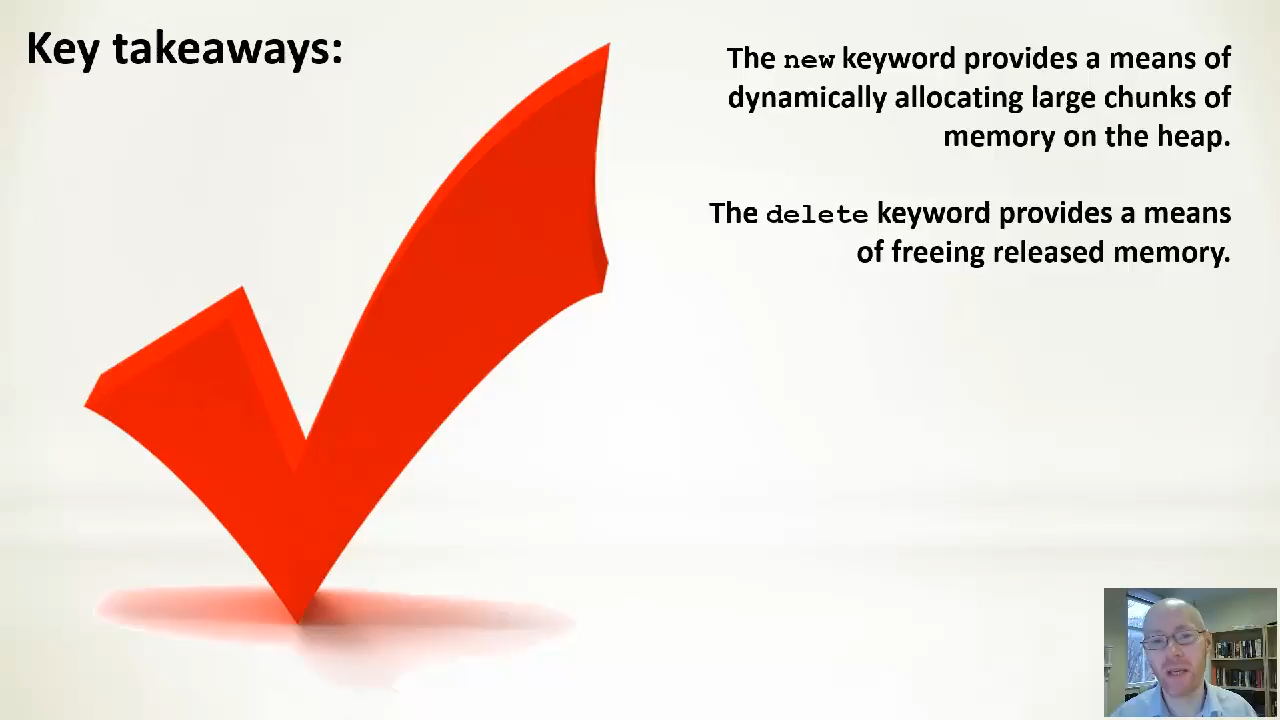 Key takeaways:
The new keyword provides a means of
dynamically allocating large chunks of
memory on the heap.
The delete keyword provides a means
of freeing released memory.